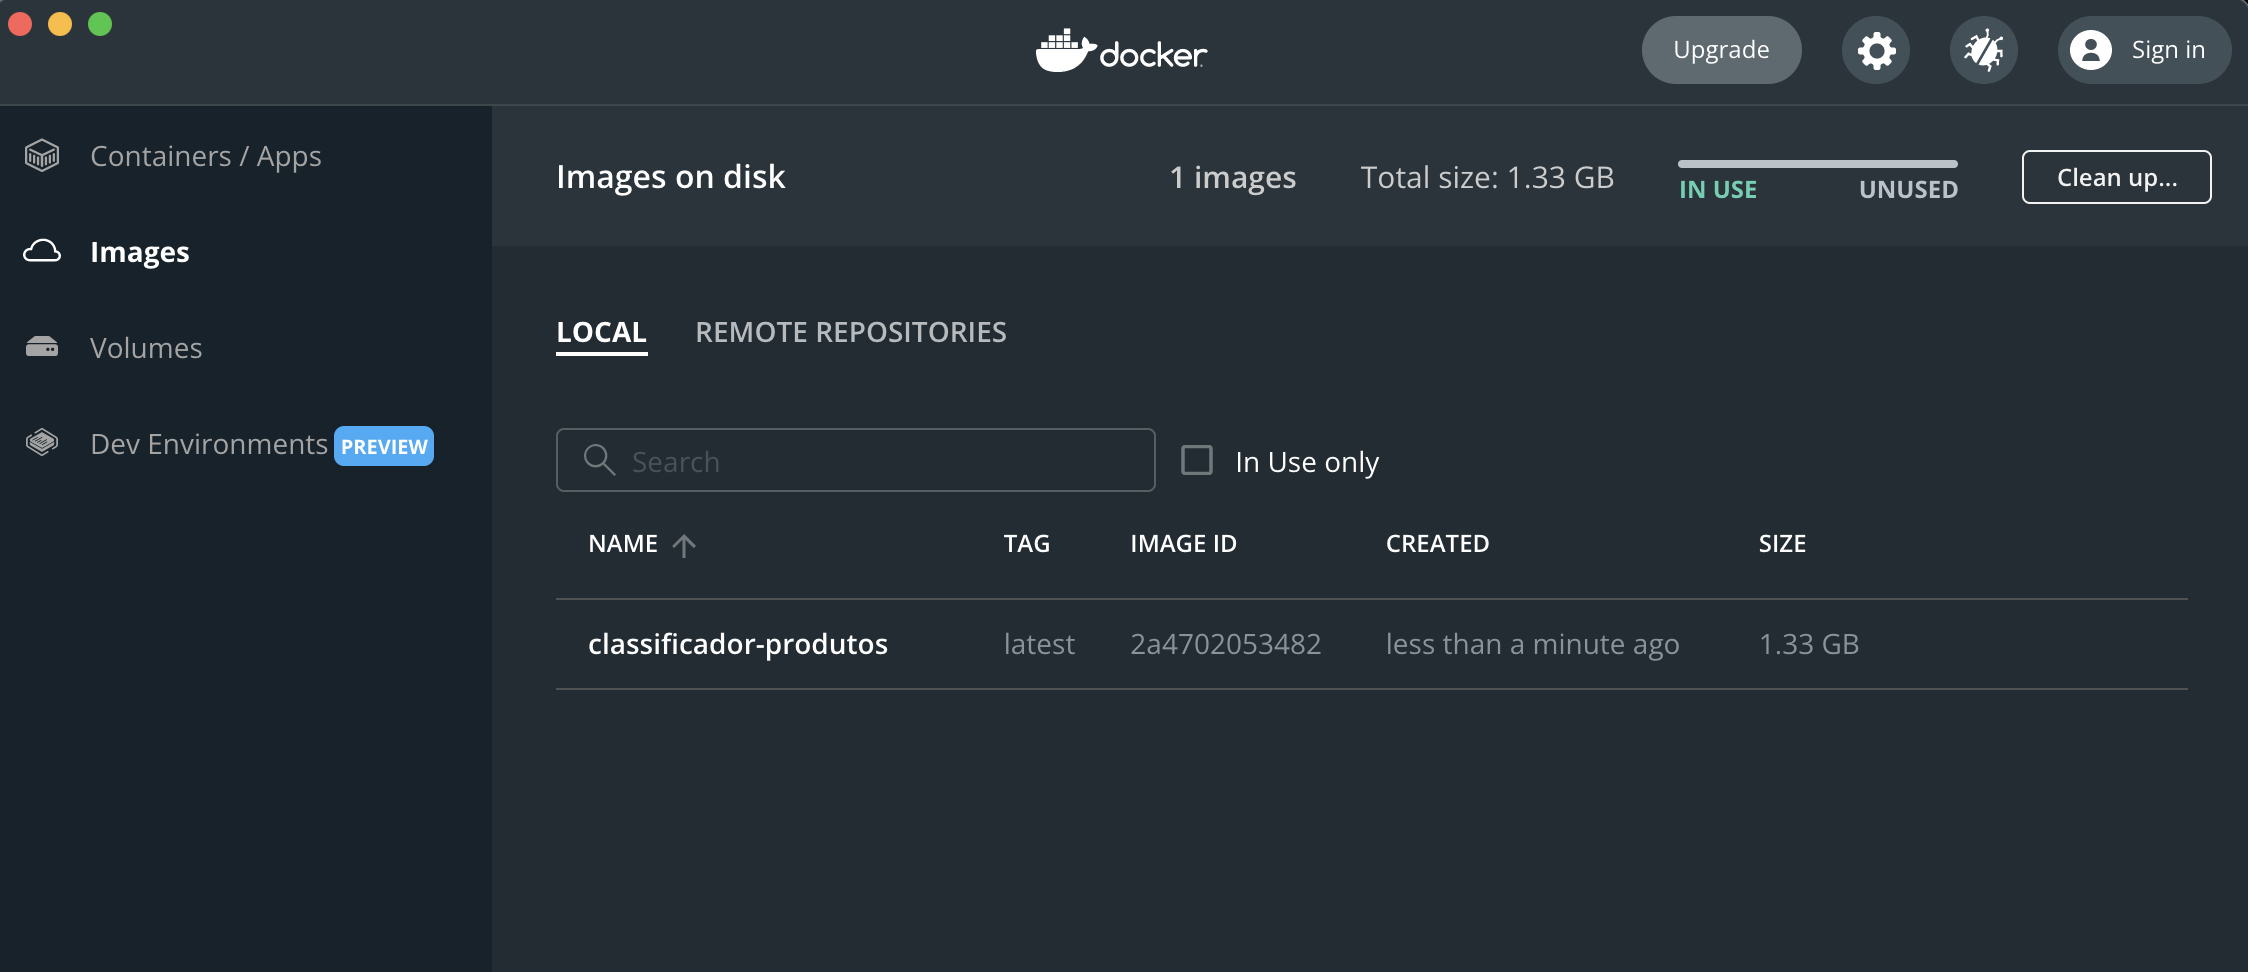 docker
Upgrade
Sign in
Containers / Apps
Images
Volumes
Dev Environments PREVIEW
Images on disk
1 images
Total size: 1.33 GB
IN USE
UNUSED
Clean up...
LOCAL
REMOTE REPOSITORIES
Search
In Use only
NAME TAG IMAGE ID CREATED SIZE
classificador-produtos latest 2a4702053482 less than a minute ago 1.33 GB